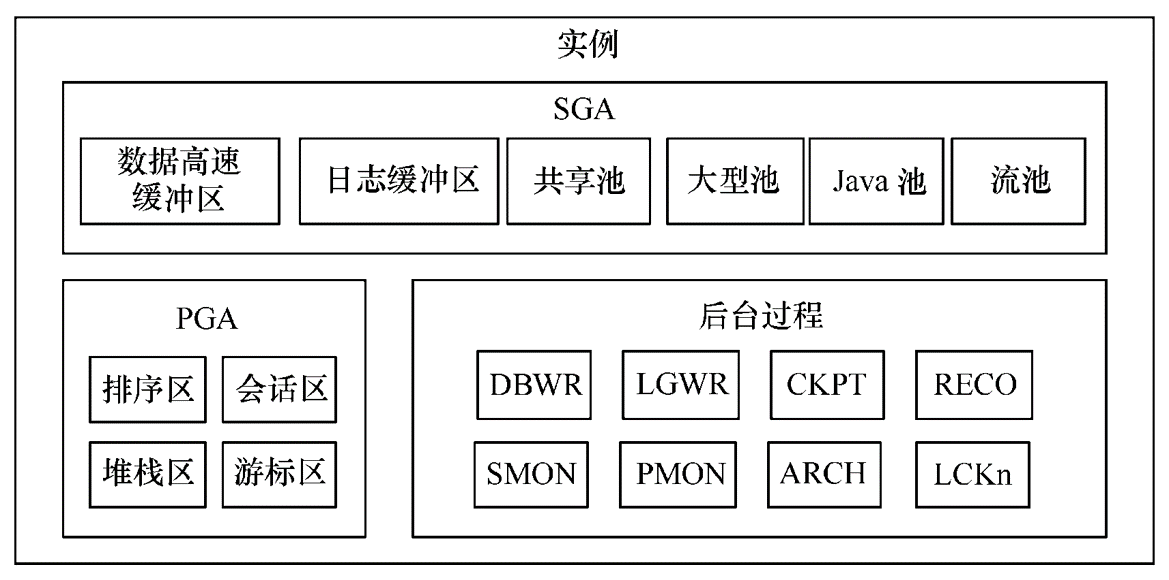 实例
SGA
数据高速
缓冲区
日志缓冲区
共享池
大型池
Java 池
流池
PGA
排序区
会话区
堆栈区
游标区
后台过程
DBWR
LGWR
CKPT
RECO
SMON
PMON
ARCH
LCKn